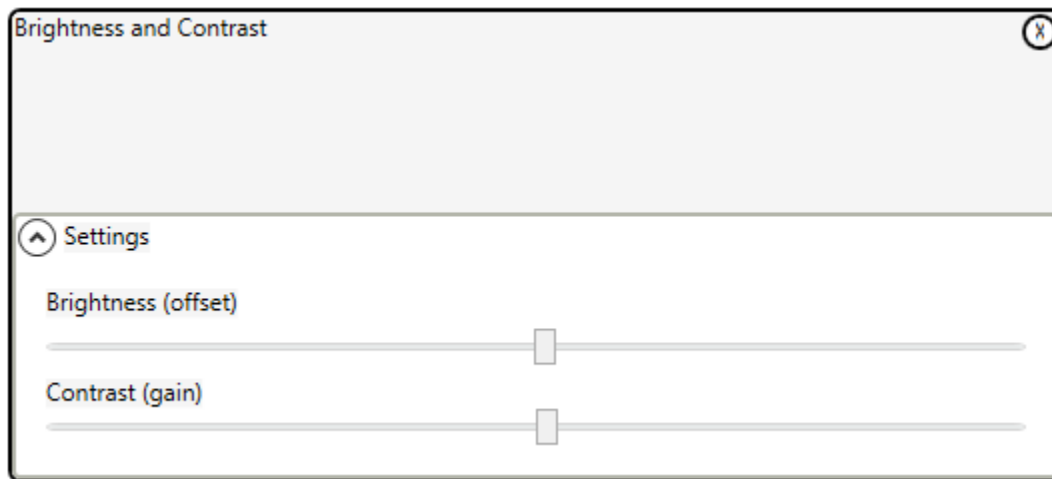 Brightness and Contrast
X
Settings
Brightness (offset)
Contrast (gain)